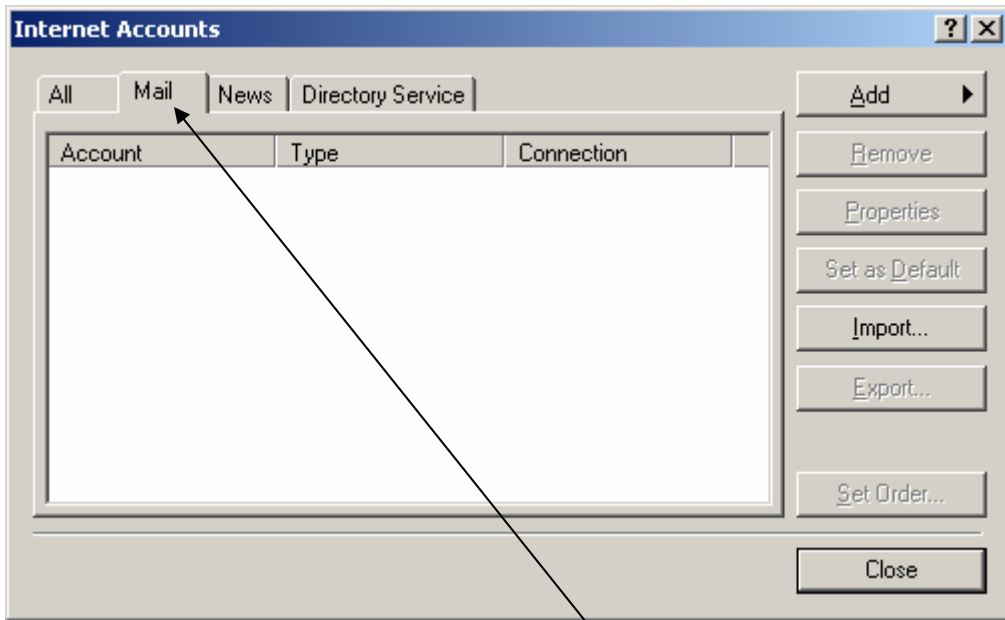 Internet Accounts
All Mail News Directory Service
Account Type Connection
Add
Remove
Properties
Set as Default
Import...
Export...
Set Order...
Close